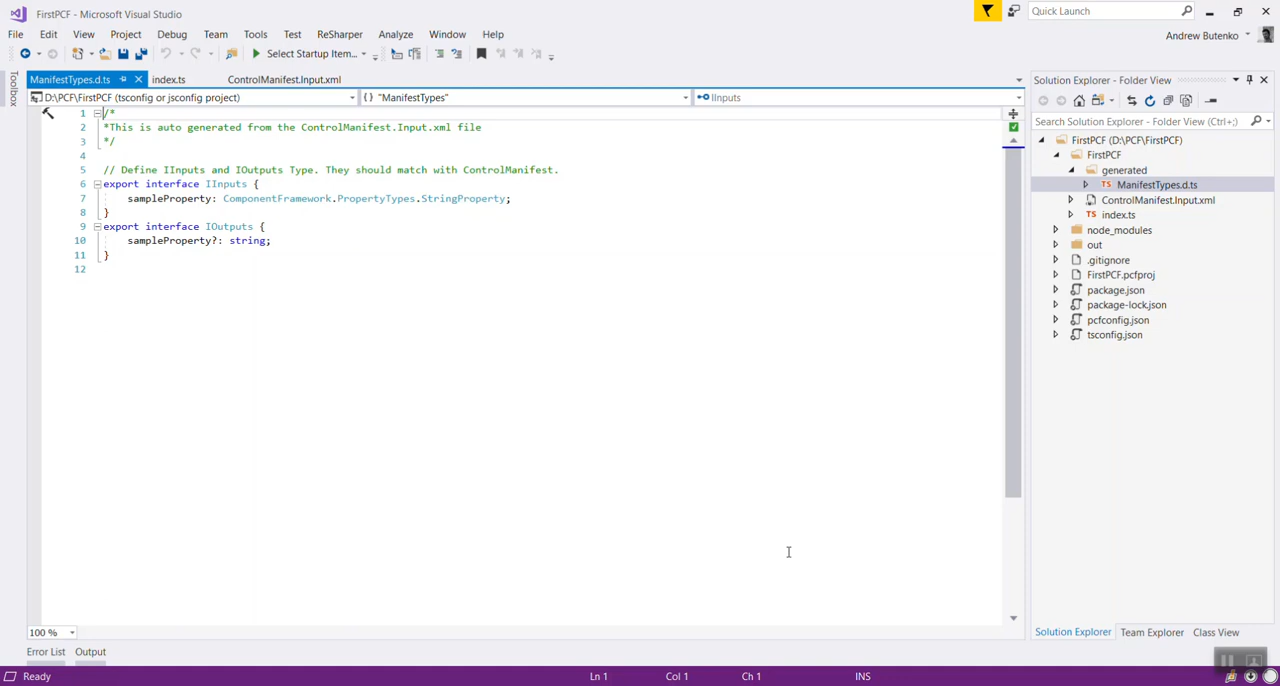 FirstPCF - Microsoft Visual Studio
Quick Launch
File Edit View Project Debug Team Tools Test ReSharper Analyze Window Help
Andrew Butenko
Select Startup Item...
Toolbox
ManifestTypes.d.ts index.ts ControlManifest.Input.xml
D:\PCF\FirstPCF (tsconfig or jsconfig project) {} "ManifestTypes" IInputs
1 /*
2 *This is auto generated from the ControlManifest.Input.xml file
3 */
4
5 // Define IInputs and IOutputs Type. They should match with ControlManifest.
6 export interface IInputs {
7 sampleProperty: ComponentFramework.PropertyTypes.StringProperty;
8 }
9 export interface IOutputs {
10 sampleProperty?: string;
11 }
12
100 %
Error List Output
Solution Explorer - Folder View
Search Solution Explorer - Folder View (Ctrl+;)
FirstPCF (D:\PCF\FirstPCF)
FirstPCF
generated
TS ManifestTypes.d.ts
ControlManifest.Input.xml
TS index.ts
node_modules
out
.gitignore
FirstPCF.pcfproj
package.json
package-lock.json
pcfconfig.json
tsconfig.json
Solution Explorer Team Explorer Class View
Ready Ln 1 Col 1 Ch 1 INS